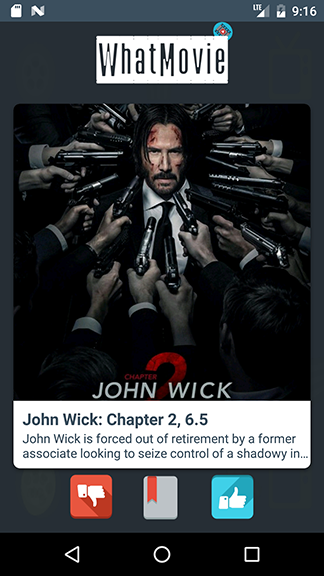 LTE 9:16
WhatMovie
CHAPTER 2
JOHN WICK
John Wick: Chapter 2, 6.5
John Wick is forced out of retirement by a former
associate looking to seize control of a shadowy in...